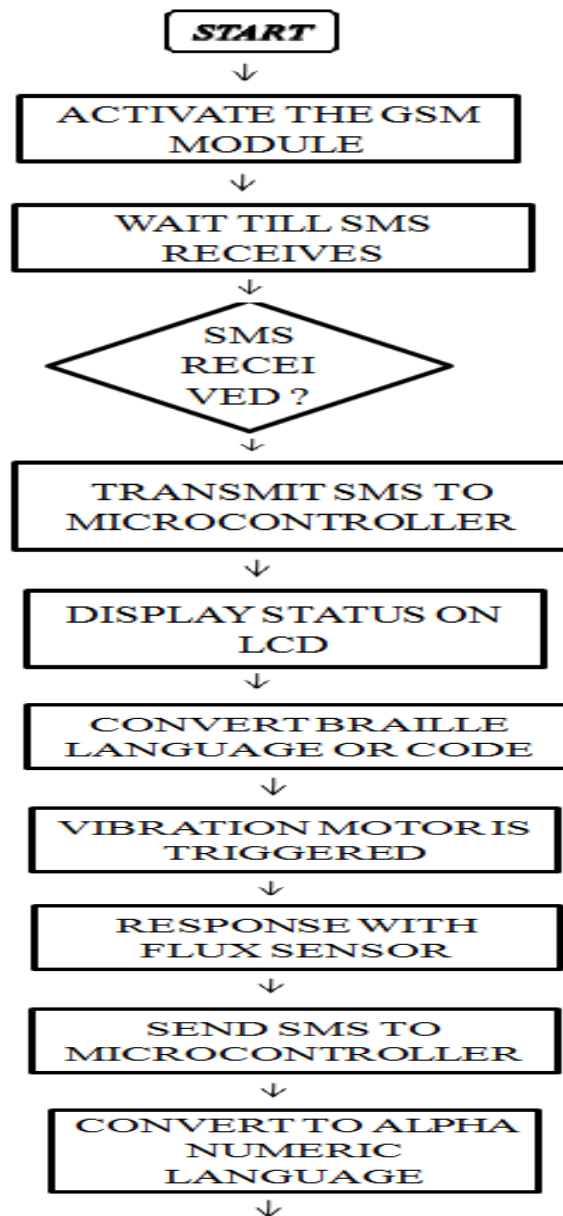 START
ACTIVATE THE GSM
MODULE
WAIT TILL SMS
RECEIVES
SMS
RECEI
VED ?
TRANSMIT SMS TO
MICROCONTROLLER
DISPLAY STATUS ON
LCD
CONVERT BRAILLE
LANGUAGE OR CODE
VIBRATION MOTOR IS
TRIGGERED
RESPONSE WITH
FLUX SENSOR
SEND SMS TO
MICROCONTROLLER
CONVERT TO ALPHA
NUMERIC
LANGUAGE